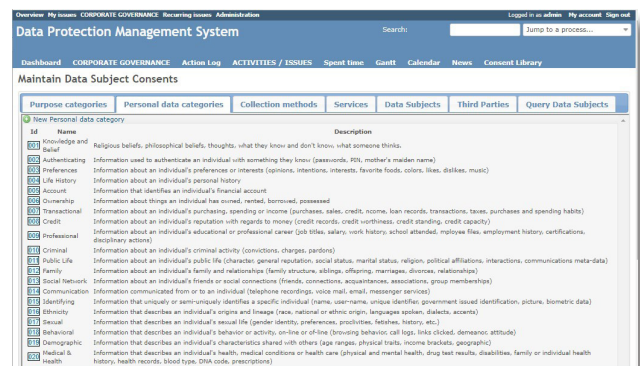 Overview My issues CORPORATE GOVERNANCE Recurring issues Administration Logged in as admin My account Sign out
Data Protection Management System Search: Jump to a process...
Dashboard CORPORATE GOVERNANCE Action Log ACTIVITIES / ISSUES Spent time Gantt Calendar News Consent Library
Maintain Data Subject Consents
Purpose categories Personal data categories Collection methods Services Data Subjects Third Parties Query Data Subjects
New Personal data category
Id Name Description
001 Knowledge and Belief Religious beliefs, philosophical beliefs, thoughts, what they know and don't know, what someone thinks.
002 Authenticating Information used to authenticate an individual with something they know (passwords, PIN, mother's maiden name)
003 Preferences Information about an individual's preferences or interests (opinions, intentions, interests, favorite foods, colors, likes, dislikes, music)
004 Life History Information about an individual's personal history
005 Account Information that identifies an individual's financial account
006 Ownership Information about things an individual has owned, rented, borrowed, possessed
007 Transactional Information about an individual's purchasing, spending or income (purchases, sales, credit, ncome, loan records, transactions, taxes, purchases and spending habits)
008 Credit Information about an individual's reputation with regards to money (credit records, credit worthiness, credit standing, credit capacity)
009 Professional Information about an individual's educational or professional career (job titles, salary, work history, school attended, mployee files, employment history, certifications,
disciplinary actions)
010 Criminal Information about an individual's criminal activity (convictions, charges, pardons)
011 Public Life Information about an individual's public life (character, general reputation, social status, marital status, religion, political affiliations, interactions, communications meta-data)
012 Family Information about an individual's family and relationships (family structure, siblings, offspring, marriages, divorces, relationships)
013 Social Network Information about an individual's friends or social connections (friends, connections, acquaintances, associations, group memberships)
014 Communication Information communicated from or to an individual (telephone recordings, voice mail, email, messenger services)
015 Identifying Information that uniquely or semi-uniquely identifies a specific individual (name, user-name, unique identifier, government issued identification, picture, biometric data)
016 Ethnicity Information that describes an individual's origins and lineage (race, national or ethnic origin, languages spoken, dialects, accents)
017 Sexual Information that describes an individual's sexual life (gender identity, preferences, proclivities, fetishes, history, etc.)
018 Behavioral Information that describes an individual's behavior or activity, on-line or of-line (browsing behavior, call logs, links clicked, demeanor, attitude)
019 Demographic Information that describes an individual's characteristics shared with others (age ranges, physical traits, income brackets, geographic)
020 Medical & Health Information that describes an individual's health, medical conditions or health care (physical and mental health, drug test results, disabilities, family or individual health
history, health records, blood type, DNA code, prescriptions)